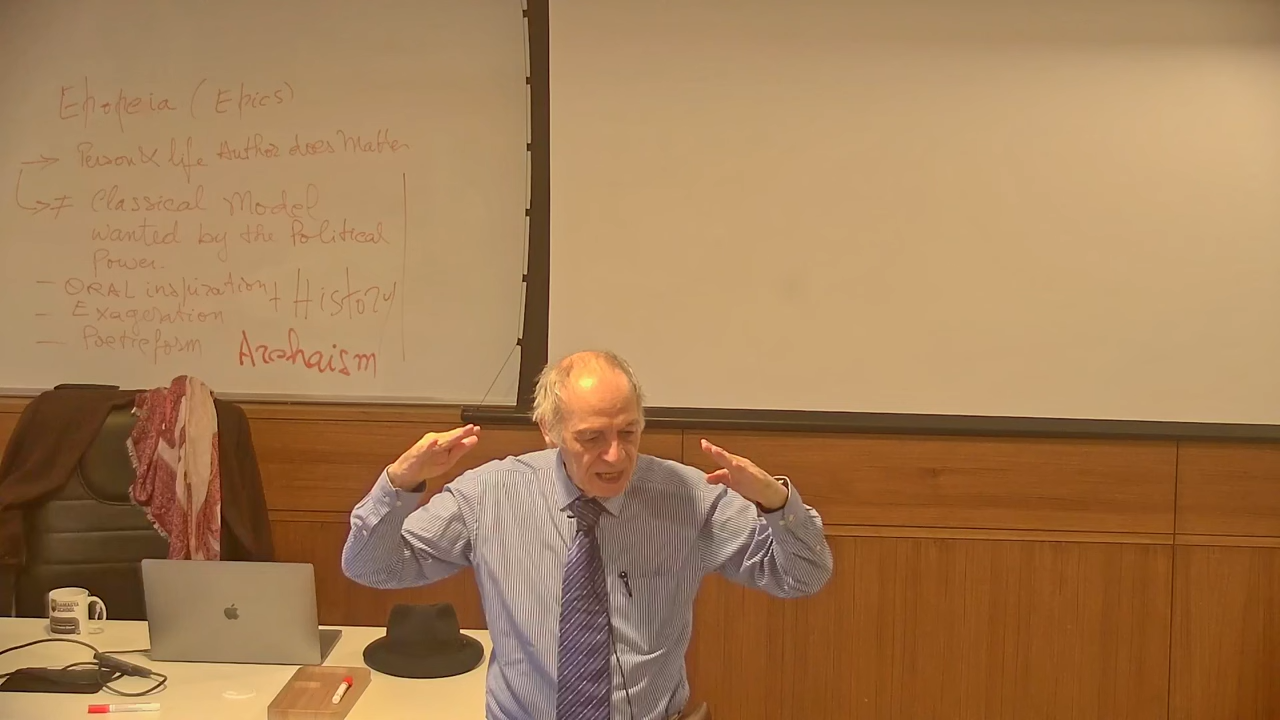 Epopeia (Epics)
→ Person & life Author does Matter
↳ ≠ Classical Model
wanted by the Political
Power.
- ORAL inspiration + History
- Exageration
- Poetic form
Archaism